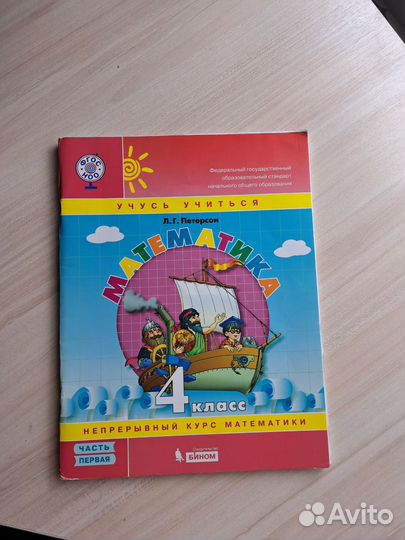 ФГОС
НОО
Федеральный государственный
образовательный стандарт
начального общего образования
УЧУСЬ УЧИТЬСЯ
Л. Г. Петерсон
МАТЕМАТИКА
4 класс
НЕПРЕРЫВНЫЙ КУРС МАТЕМАТИКИ
ЧАСТЬ
ПЕРВАЯ
БИНОМ
Avito